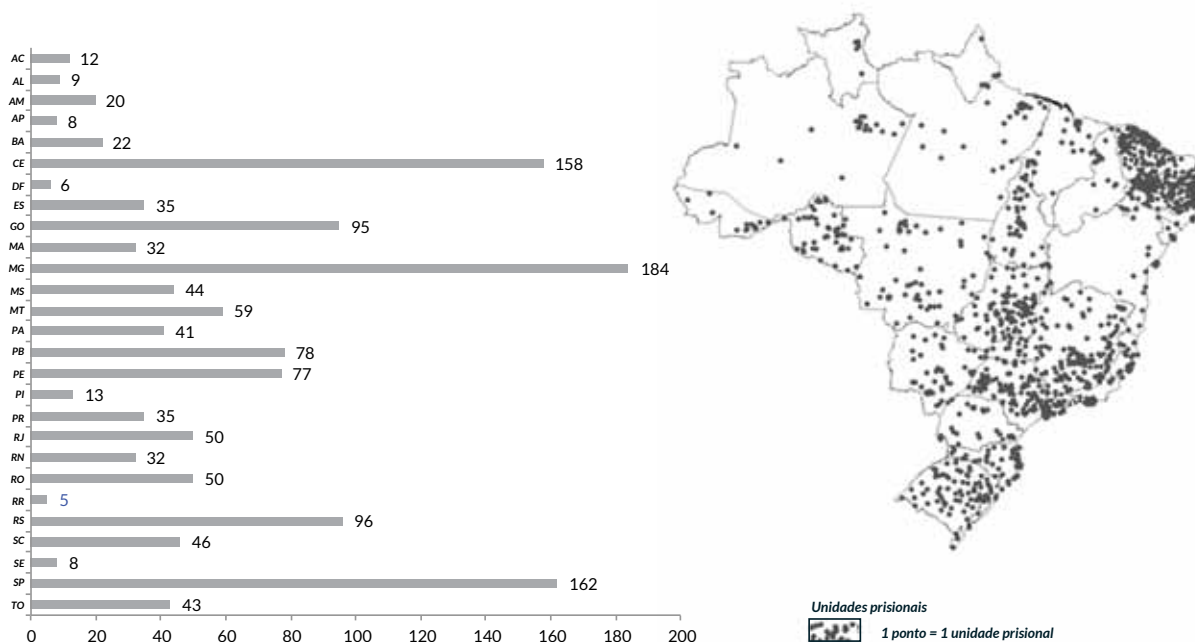 AC 12
AL 9
AM 20
AP 8
BA 22
CE 158
DF 6
ES 35
GO 95
MA 32
MG 184
MS 44
MT 59
PA 41
PB 78
PE 77
PI 13
PR 35
RJ 50
RN 32
RO 50
RR 5
RS 96
SC 46
SE 8
SP 162
TO 43
0 20 40 60 80 100 120 140 160 180 200
Unidades prisionais
1 ponto = 1 unidade prisional